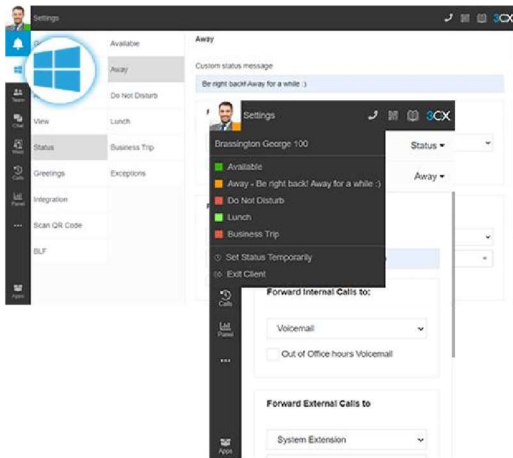 Settings
3CX
Available
Away
Away
Custom status message
Be right back! Away for a while :)
Team
Do Not Disturb
Chat
View
Lunch
Meet
Status
Business Trip
Calls
Greetings
Exceptions
Panel
Integration
Scan QR Code
BLF
Apps
Settings
3CX
Brassington George 100
Available
Away - Be right back! Away for a while :)
Do Not Disturb
Lunch
Business Trip
Set Status Temporarily
Exit Client
Status
Away
Calls
Panel
Forward Internal Calls to:
Voicemail
Out of Office hours Voicemail
Forward External Calls to
System Extension
Apps